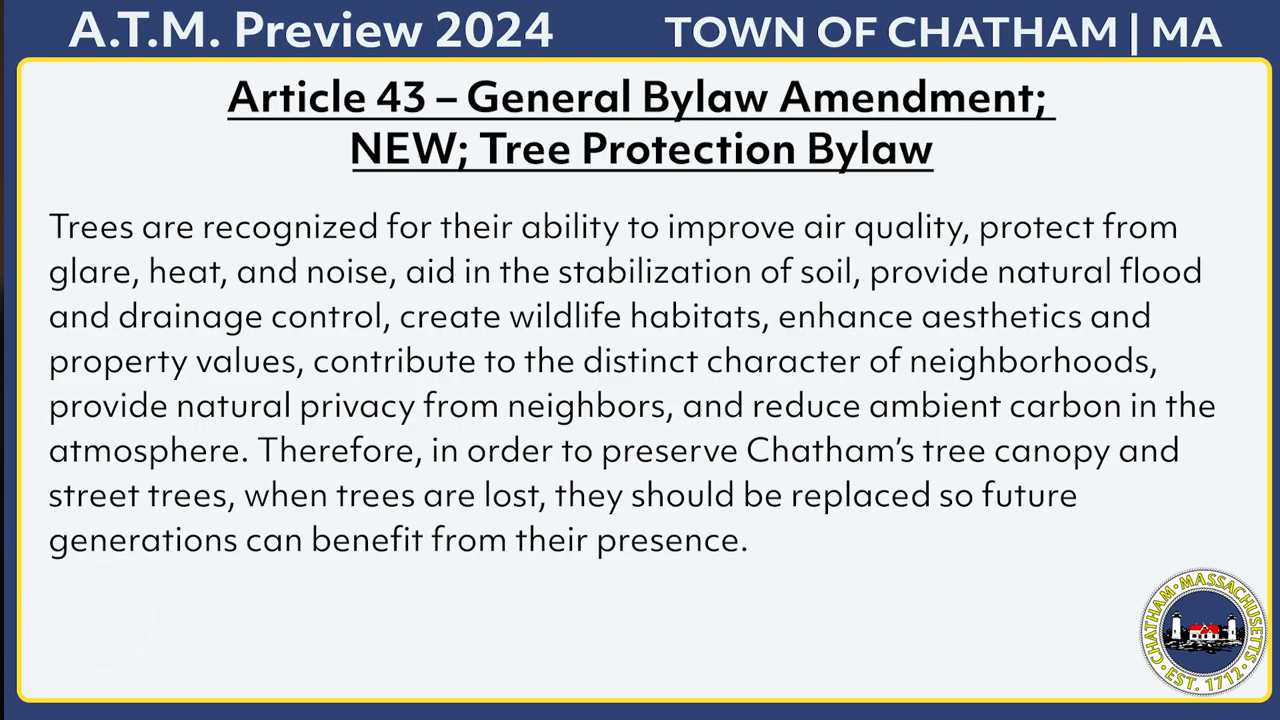 A.T.M. Preview 2024
TOWN OF CHATHAM | MA
Article 43 – General Bylaw Amendment;
NEW; Tree Protection Bylaw
Trees are recognized for their ability to improve air quality, protect from
glare, heat, and noise, aid in the stabilization of soil, provide natural flood
and drainage control, create wildlife habitats, enhance aesthetics and
property values, contribute to the distinct character of neighborhoods,
provide natural privacy from neighbors, and reduce ambient carbon in the
atmosphere. Therefore, in order to preserve Chatham’s tree canopy and
street trees, when trees are lost, they should be replaced so future
generations can benefit from their presence.
CHATHAM · MASSACHUSETTS ·
· EST. 1712 ·